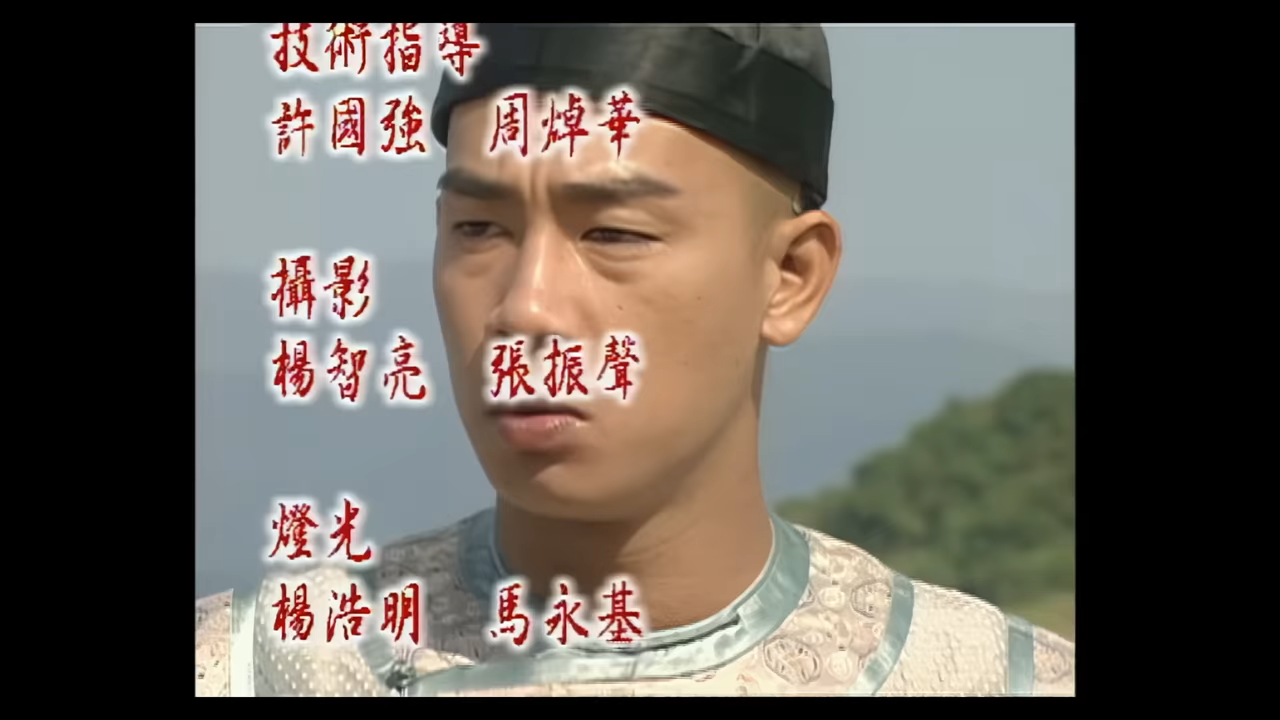 技術指導
許國強 周焯華
攝影
楊智亮 張振聲
燈光
楊浩明 馬永基